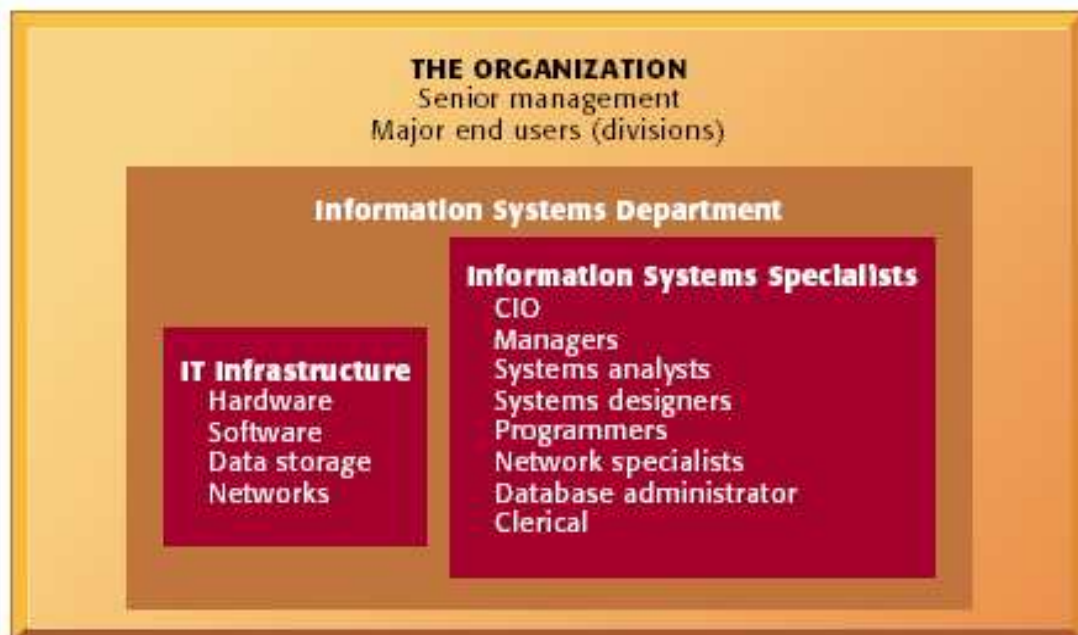 THE ORGANIZATION
Senior management
Major end users (divisions)
Information Systems Department
IT Infrastructure
Hardware
Software
Data storage
Networks
Information Systems Specialists
CIO
Managers
Systems analysts
Systems designers
Programmers
Network specialists
Database administrator
Clerical